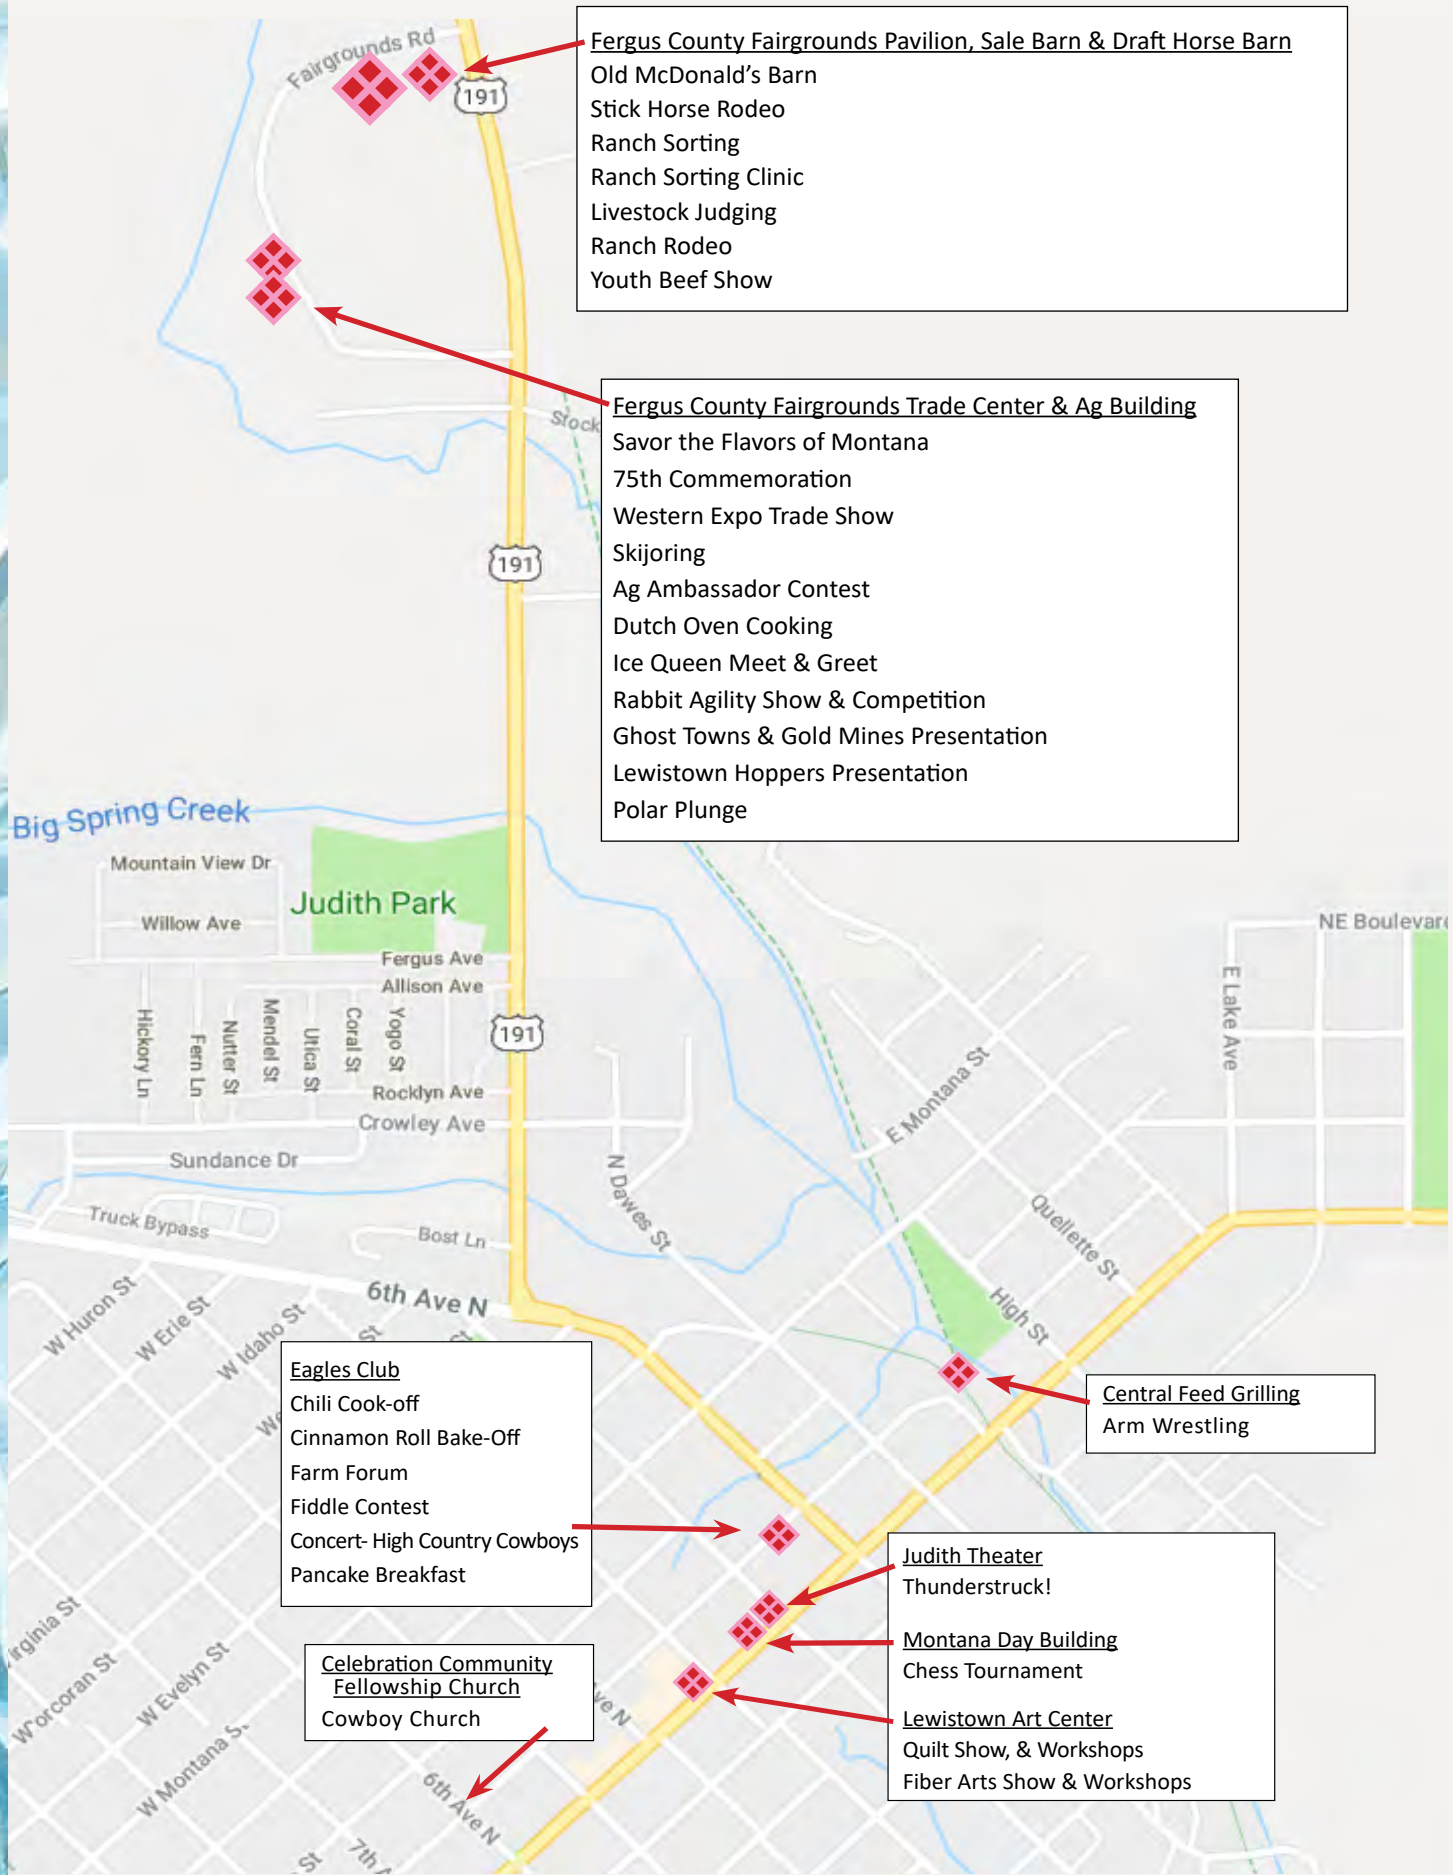 Fairgrounds Rd
191
Fergus County Fairgrounds Pavilion, Sale Barn & Draft Horse Barn
Old McDonald's Barn
Stick Horse Rodeo
Ranch Sorting
Ranch Sorting Clinic
Livestock Judging
Ranch Rodeo
Youth Beef Show
Fergus County Fairgrounds Trade Center & Ag Building
Savor the Flavors of Montana
75th Commemoration
Western Expo Trade Show
Skijoring
Ag Ambassador Contest
Dutch Oven Cooking
Ice Queen Meet & Greet
Rabbit Agility Show & Competition
Ghost Towns & Gold Mines Presentation
Lewistown Hoppers Presentation
Polar Plunge
Stock
191
Big Spring Creek
Mountain View Dr
Judith Park
Willow Ave
NE Boulevard
Fergus Ave
Allison Ave
E Lake Ave
Hickory Ln
Fern Ln
Nutter St
Mendel St
Utica St
Coral St
Yogo St
191
E Montana St
Rocklyn Ave
Crowley Ave
Sundance Dr
N Dawes St
Truck Bypass
Bost Ln
Quellette St
6th Ave N
High St
W Huron St
W Erie St
W Idaho St
St
St
We
Eagles Club
Chili Cook-off
Cinnamon Roll Bake-Off
Farm Forum
Fiddle Contest
Concert- High Country Cowboys
Pancake Breakfast
Central Feed Grilling
Arm Wrestling
Judith Theater
Thunderstruck!
Montana Day Building
Chess Tournament
Lewistown Art Center
Quilt Show, & Workshops
Fiber Arts Show & Workshops
Celebration Community
Fellowship Church
Cowboy Church
irginia St
W Corcoran St
W Evelyn St
W Montana S
Ave N
6th Ave N
7th A
St